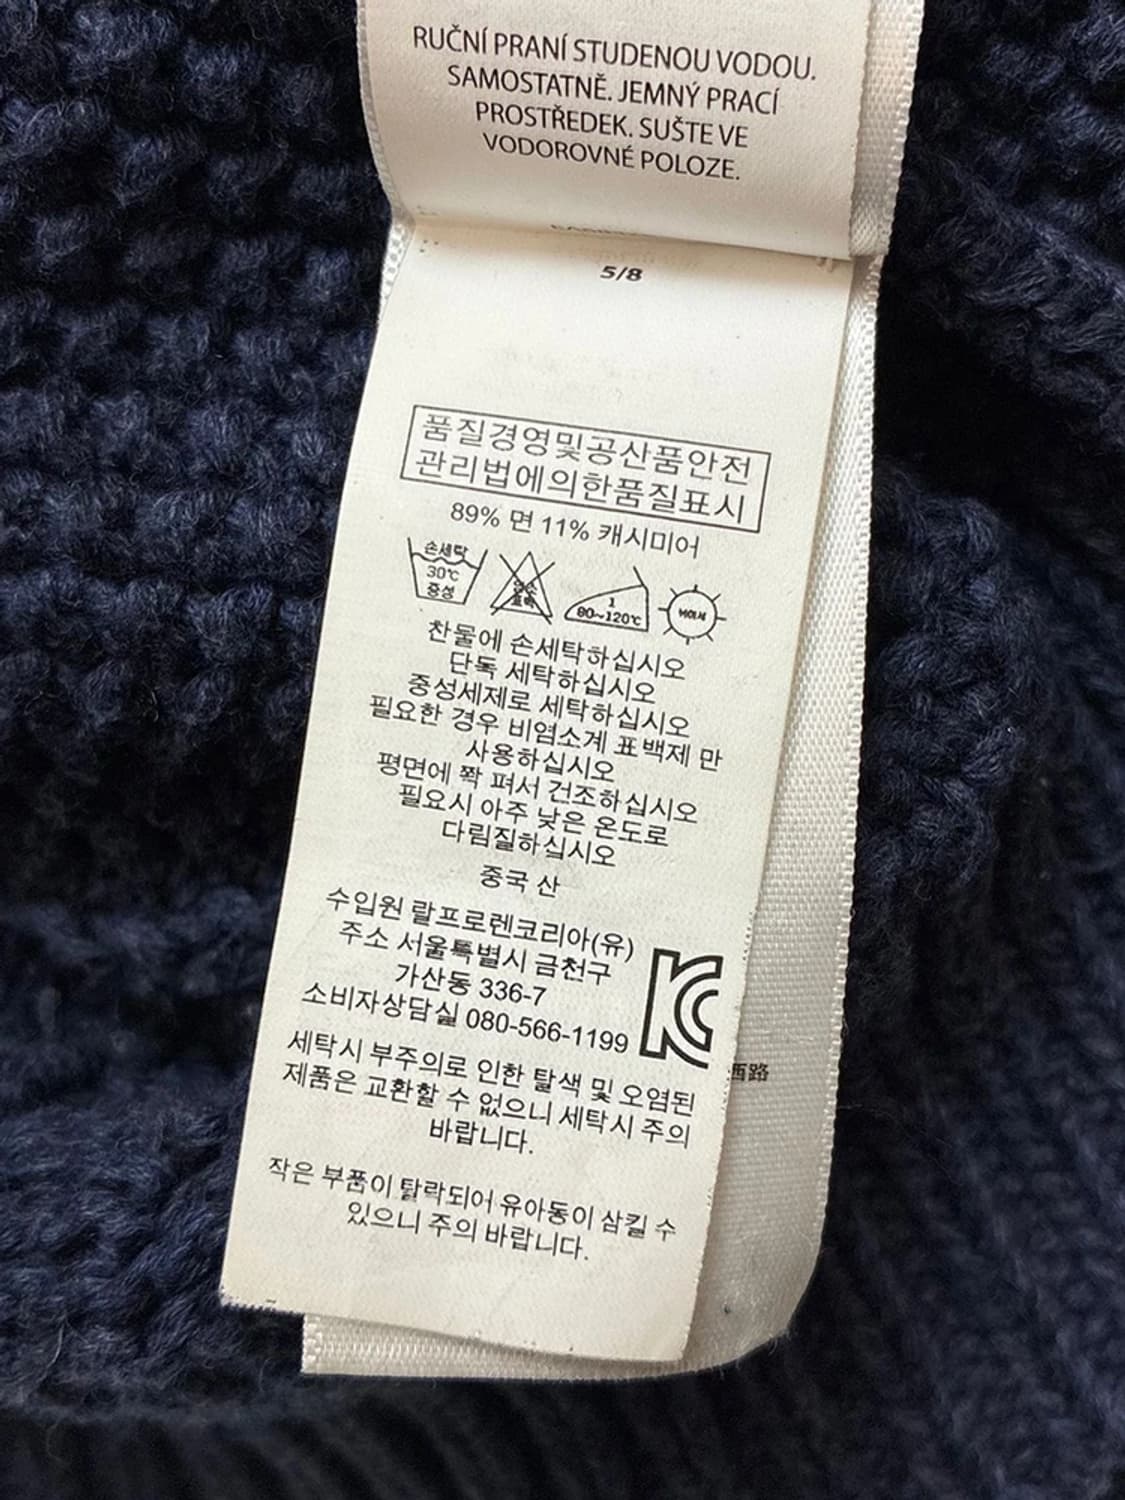 RUČNÍ PRANÍ STUDENOU VODOU.
SAMOSTATNĚ. JEMNÝ PRACÍ
PROSTŘEDEK. SUŠTE VE
VODOROVNÉ POLOZE.
5/8
품질경영및공산품안전
관리법에의한품질표시
89% 면 11% 캐시미어
손세탁
30℃
중성
염소
표백
1
80~120℃
뉘어서
찬물에 손세탁하십시오
단독 세탁하십시오
중성세제로 세탁하십시오
필요한 경우 비염소계 표백제 만
사용하십시오
평면에 쫙 펴서 건조하십시오
필요시 아주 낮은 온도로
다림질하십시오
중국 산
수입원 랄프로렌코리아(유)
주소 서울특별시 금천구
가산동 336-7
소비자상담실 080-566-1199
KC
西路
세탁시 부주의로 인한 탈색 및 오염된
제품은 교환할 수 없으니 세탁시 주의
바랍니다.
작은 부품이 탈락되어 유아동이 삼킬 수
있으니 주의 바랍니다.